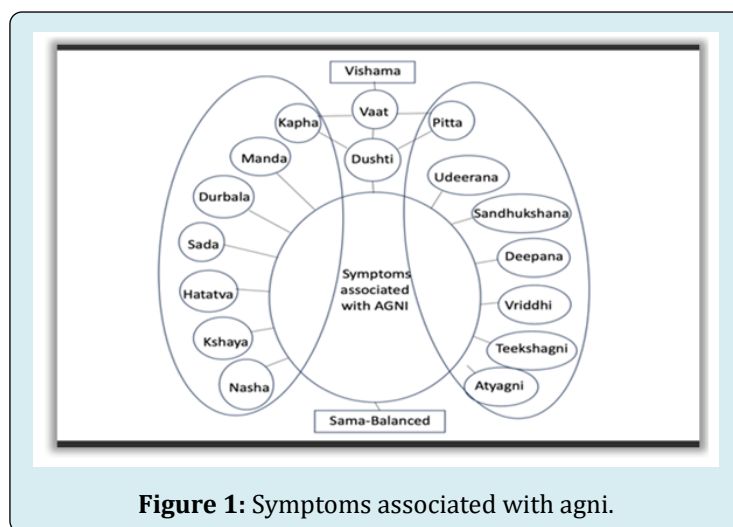 Vishama
Vaat
Kapha
Pitta
Dushti
Manda
Udeerana
Durbala
Sandhukshana
Sada
Deepana
Symptoms
associated
with AGNI
Hatatva
Vriddhi
Kshaya
Teekshagni
Nasha
Atyagni
Sama-Balanced
Figure 1: Symptoms associated with agni.